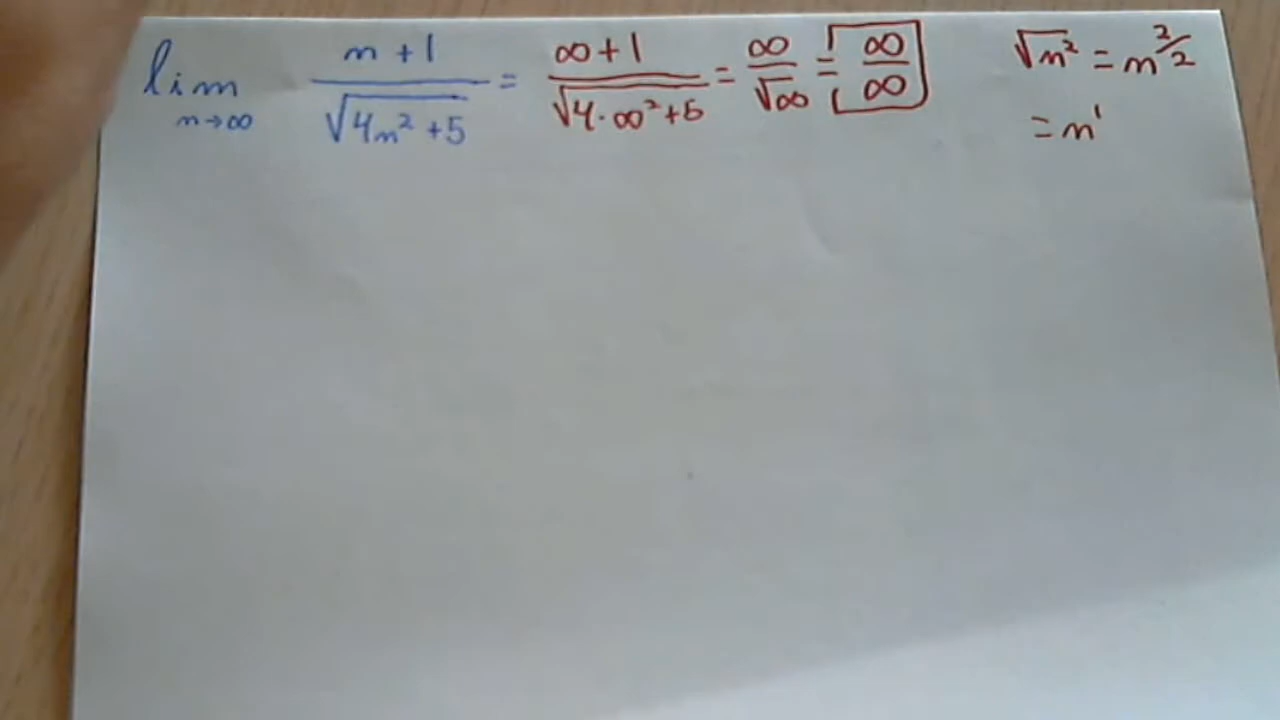 lim n→∞ n+1 / √4n²+5 = ∞+1 / √4·∞²+5 = ∞/√∞ = ∞/∞
√n² = n^2/2
= n¹